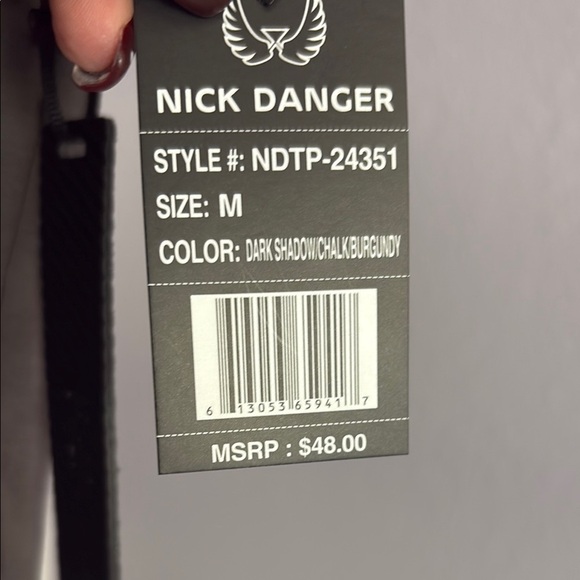 NICK DANGER
STYLE #: NDTP-24351
SIZE: M
COLOR: DARK SHADOW/CHALK/BURGUNDY
6 13053 65941 7
MSRP : $48.00